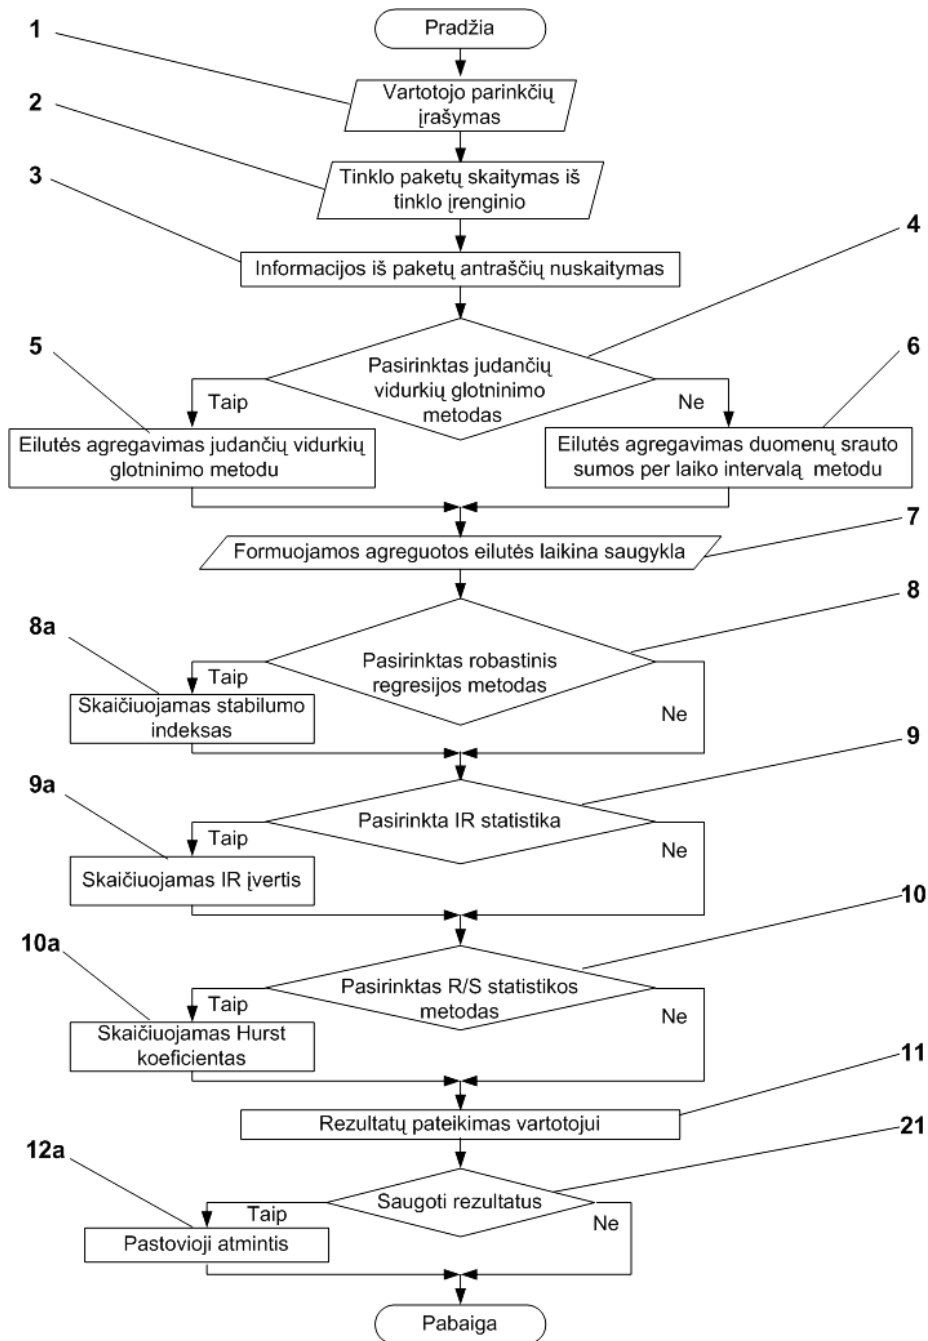 1
Pradžia
Vartotojo parinkčių
įrašymas
2
Tinklo paketų skaitymas iš
tinklo įrenginio
3
Informacijos iš paketų antraščių nuskaitymas
4
Pasirinktas judančių
vidurkių glotninimo
metodas
5
6
Taip
Ne
Eilutės agregavimas judančių vidurkių
glotninimo metodu
Eilutės agregavimas duomenų srauto
sumos per laiko intervalą metodu
7
Formuojamos agreguotos eilutės laikina saugykla
8
8a
Pasirinktas robastinis
regresijos metodas
Taip
Ne
Skaičiuojamas stabilumo
indeksas
9
9a
Pasirinkta IR statistika
Taip
Ne
Skaičiuojamas IR įvertis
10
10a
Pasirinktas R/S statistikos
metodas
Taip
Ne
Skaičiuojamas Hurst
koeficientas
11
Rezultatų pateikimas vartotojui
21
12a
Saugoti rezultatus
Taip
Ne
Pastovioji atmintis
Pabaiga